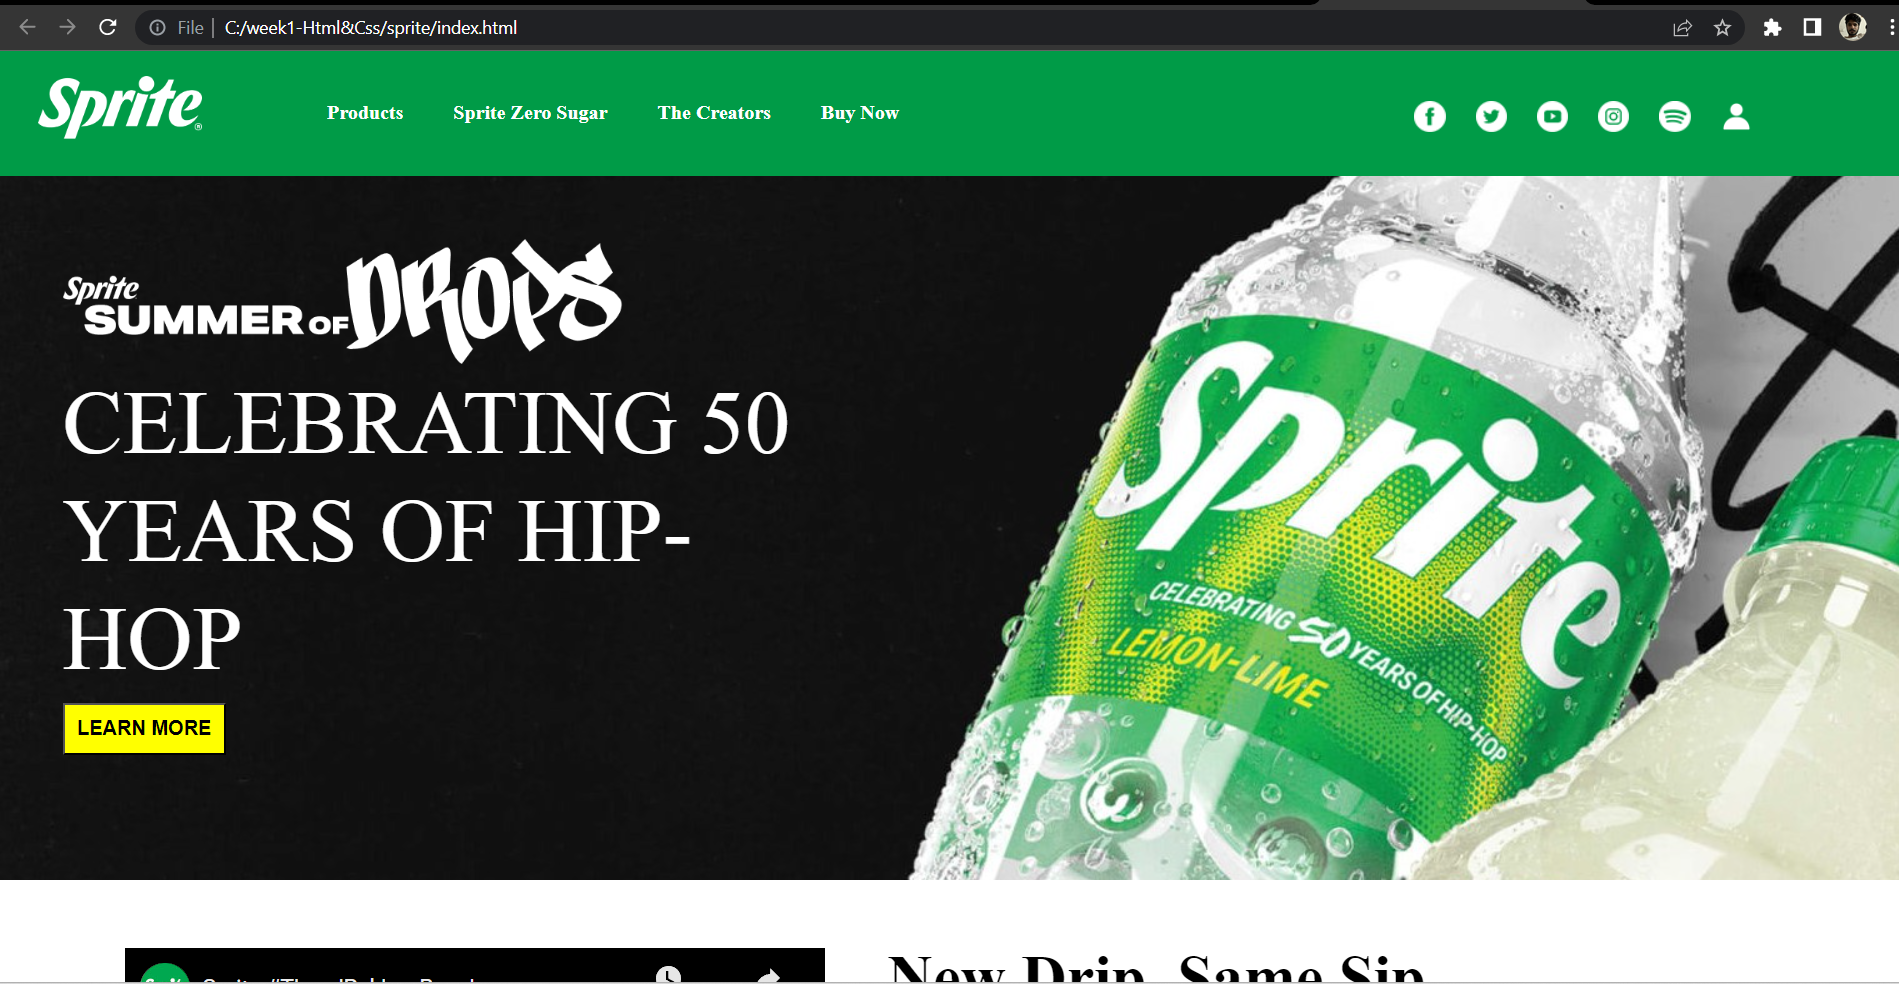 File | C:/week1-Html&Css/sprite/index.html
Sprite®
Products Sprite Zero Sugar The Creators Buy Now
Sprite
SUMMER OF DROPS
CELEBRATING 50
YEARS OF HIP-
HOP
LEARN MORE
Sprite
CELEBRATING 50 YEARS OF HIP-HOP
LEMON-LIME
New Drip, Same Sip